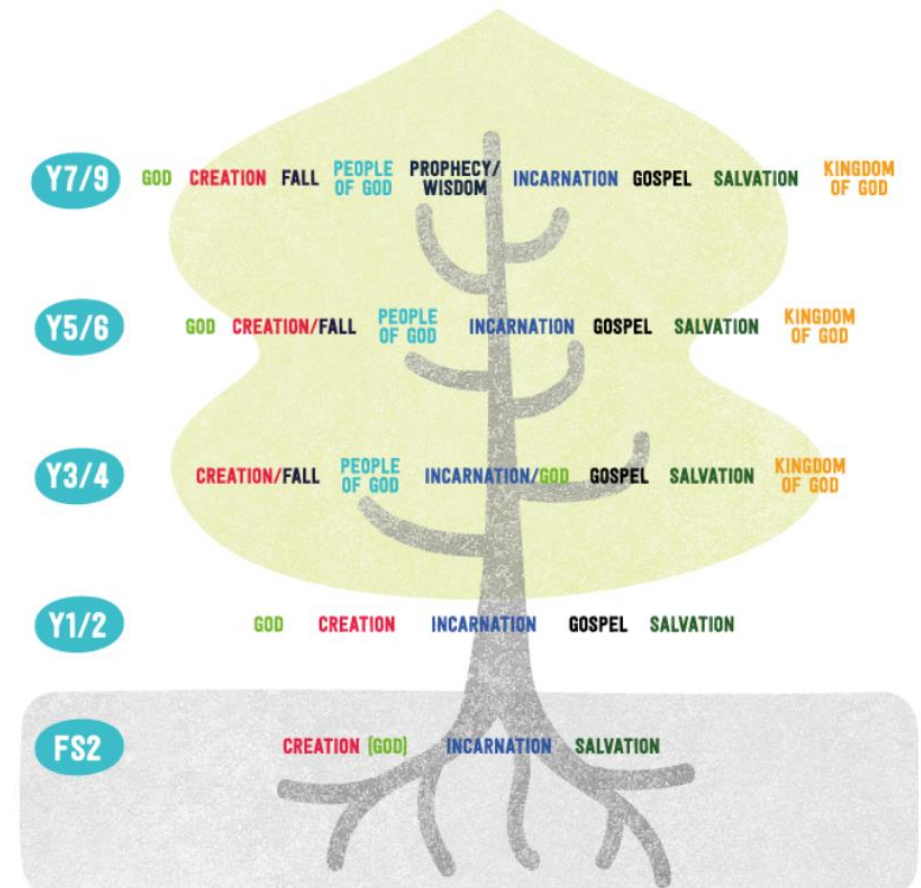 Y7/9 GOD CREATION FALL PEOPLE OF GOD PROPHECY/WISDOM INCARNATION GOSPEL SALVATION KINGDOM OF GOD
Y5/6 GOD CREATION/FALL PEOPLE OF GOD INCARNATION GOSPEL SALVATION KINGDOM OF GOD
Y3/4 CREATION/FALL PEOPLE OF GOD INCARNATION/GOD GOSPEL SALVATION KINGDOM OF GOD
Y1/2 GOD CREATION INCARNATION GOSPEL SALVATION
FS2 CREATION (GOD) INCARNATION SALVATION